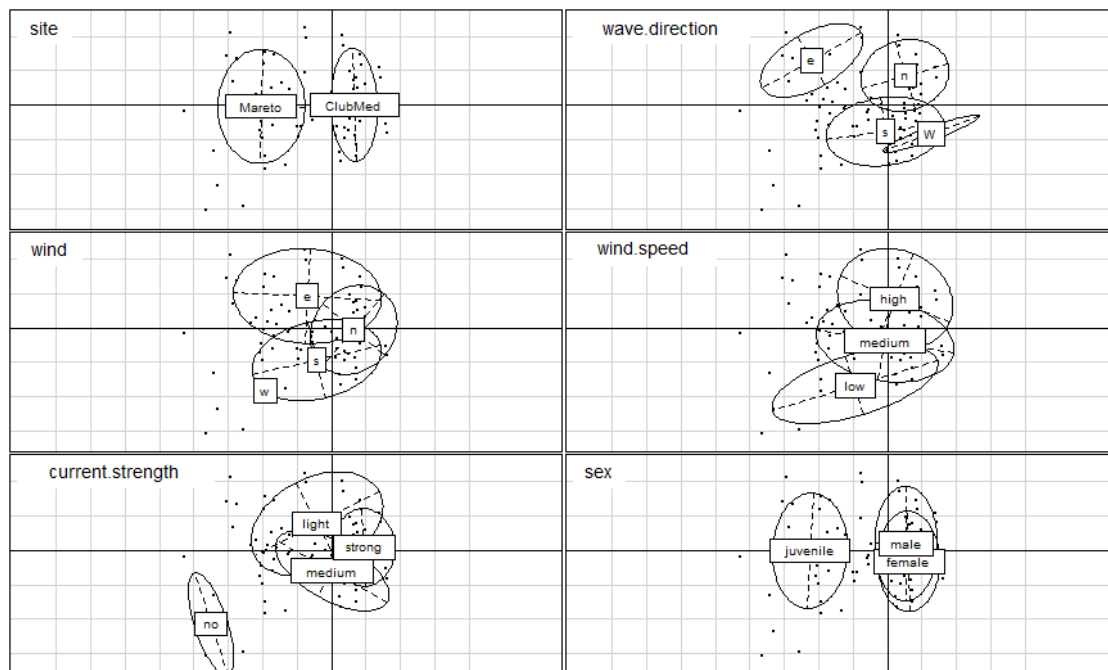 site
Mareto
ClubMed
wave.direction
e
n
s
W
wind
e
n
s
w
wind.speed
high
medium
low
current.strength
light
strong
medium
no
sex
juvenile
male
female